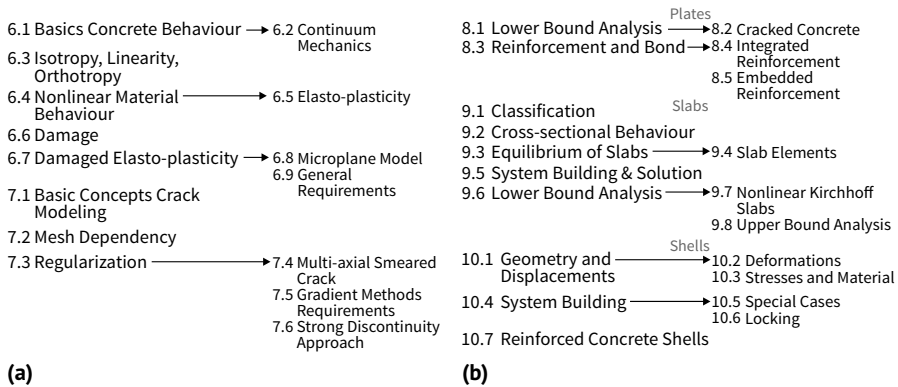 6.1 Basics Concrete Behaviour
6.2 Continuum
Mechanics
6.3 Isotropy, Linearity,
Orthotropy
6.4 Nonlinear Material
Behaviour
6.5 Elasto-plasticity
6.6 Damage
6.7 Damaged Elasto-plasticity
6.8 Microplane Model
6.9 General
Requirements
7.1 Basic Concepts Crack
Modeling
7.2 Mesh Dependency
7.3 Regularization
7.4 Multi-axial Smeared
Crack
7.5 Gradient Methods
Requirements
7.6 Strong Discontinuity
Approach
(a)
Plates
8.1 Lower Bound Analysis
8.2 Cracked Concrete
8.3 Reinforcement and Bond
8.4 Integrated
Reinforcement
8.5 Embedded
Reinforcement
Slabs
9.1 Classification
9.2 Cross-sectional Behaviour
9.3 Equilibrium of Slabs
9.4 Slab Elements
9.5 System Building & Solution
9.6 Lower Bound Analysis
9.7 Nonlinear Kirchhoff
Slabs
9.8 Upper Bound Analysis
Shells
10.1 Geometry and
Displacements
10.2 Deformations
10.3 Stresses and Material
10.4 System Building
10.5 Special Cases
10.6 Locking
10.7 Reinforced Concrete Shells
(b)